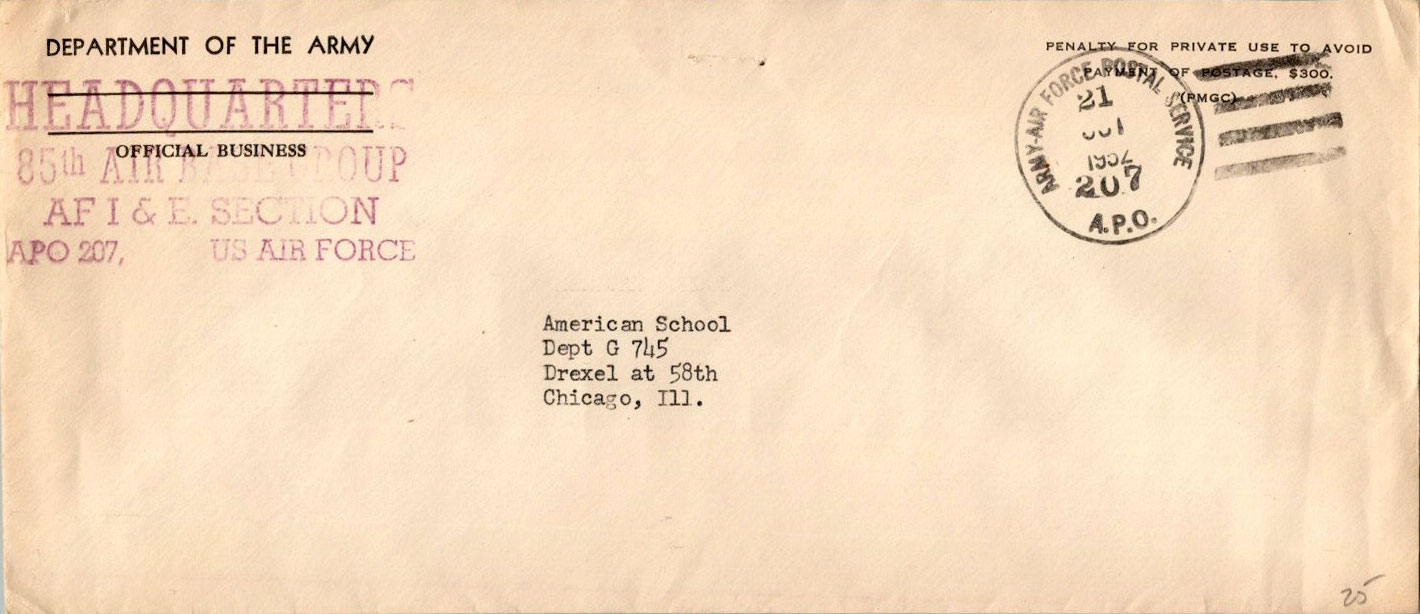 DEPARTMENT OF THE ARMY
HEADQUARTERS
OFFICIAL BUSINESS
85th AIR BASE GROUP
AF I & E. SECTION
APO 207, US AIR FORCE
PENALTY FOR PRIVATE USE TO AVOID
PAYMENT OF POSTAGE, $300.
(PMGC)
ARMY-AIR FORCE POSTAL SERVICE
21
1952
207
A.P.O.
American School
Dept G 745
Drexel at 58th
Chicago, Ill.
25